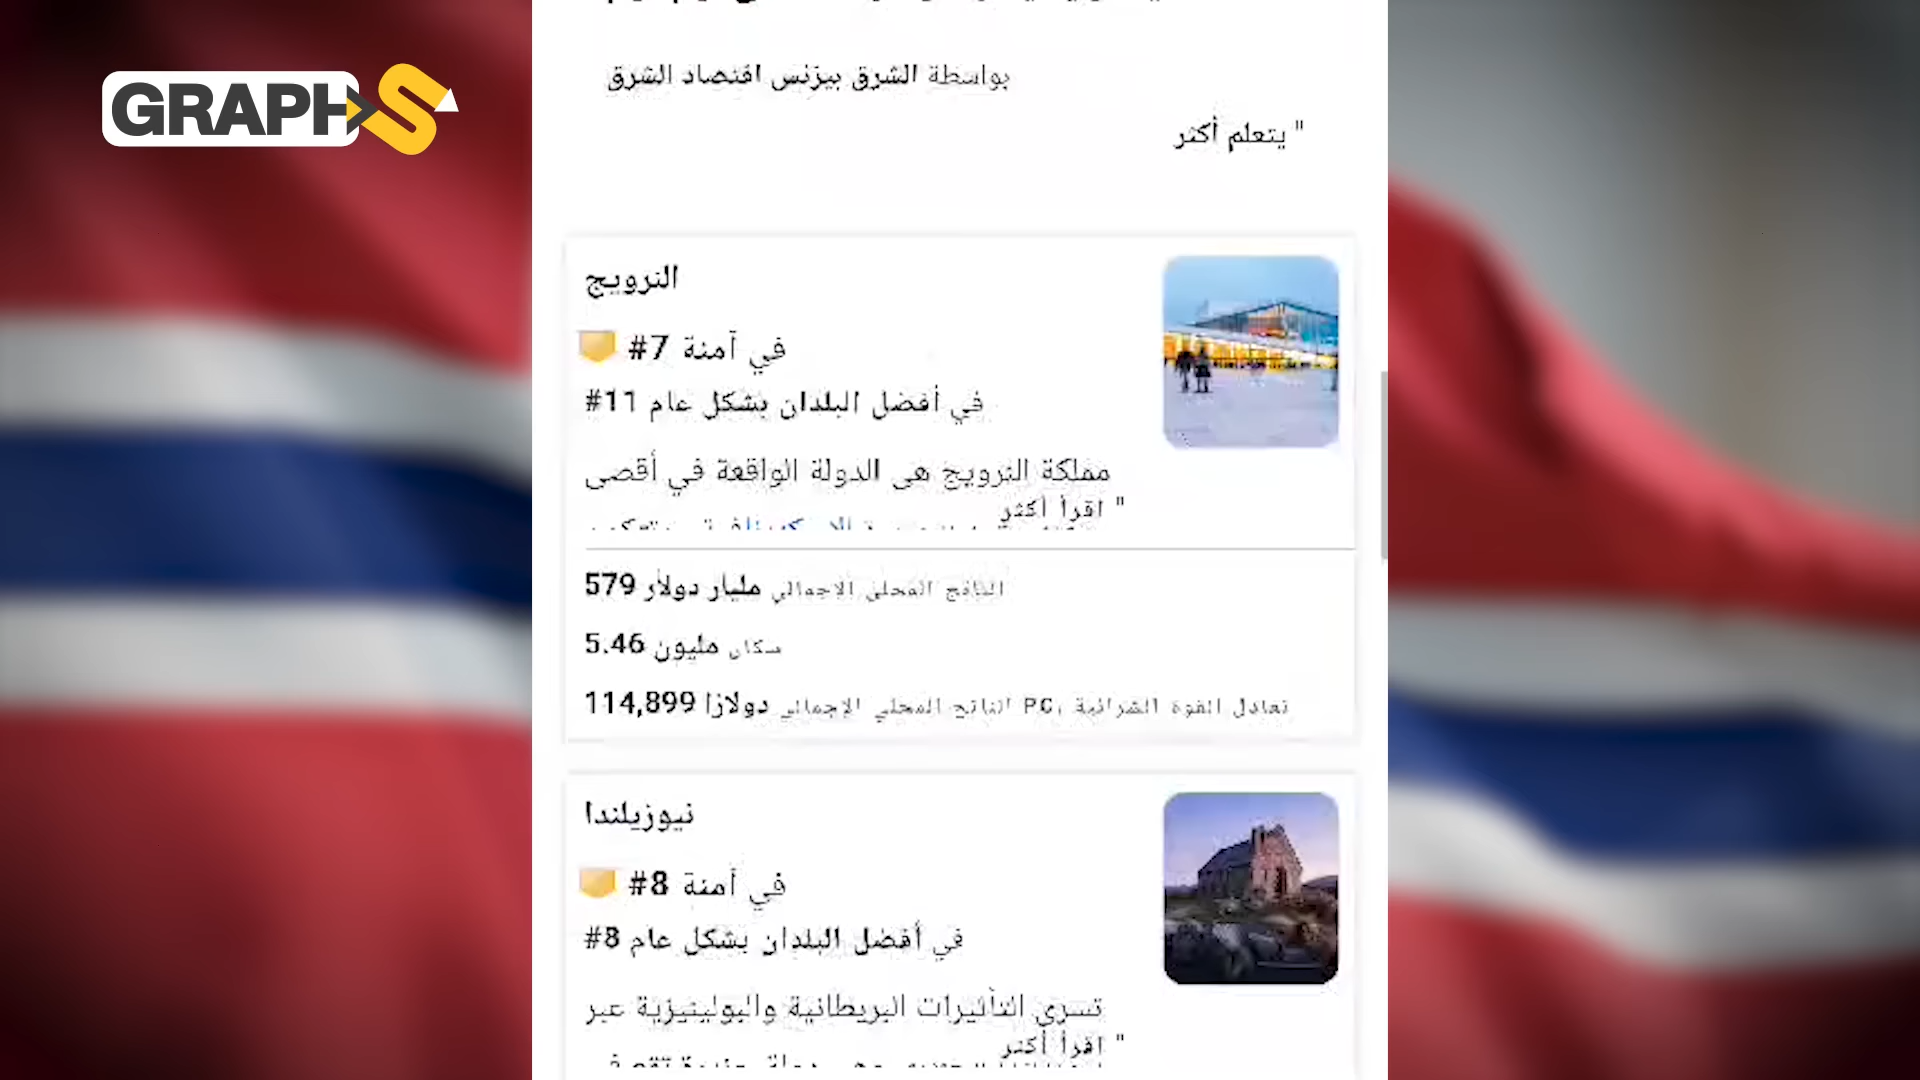 GRAPHS
بواسطة الشرق بيزنس اقتصاد الشرق
" يتعلم أكثر
النرويج
#7 في آمنة
#11 في أفضل البلدان بشكل عام
مملكة النرويج هي الدولة الواقعة في أقصى
" اقرأ أكثر
579 مليار دولار الناتج المحلي الإجمالي
5.46 مليون سكان
114,899 دولارًا الناتج المحلي الإجمالي PC، تعادل القوة الشرائية
نيوزيلندا
#8 في آمنة
#8 في أفضل البلدان بشكل عام
تسري التأثيرات البريطانية والبولينيزية عبر
" اقرأ أكثر